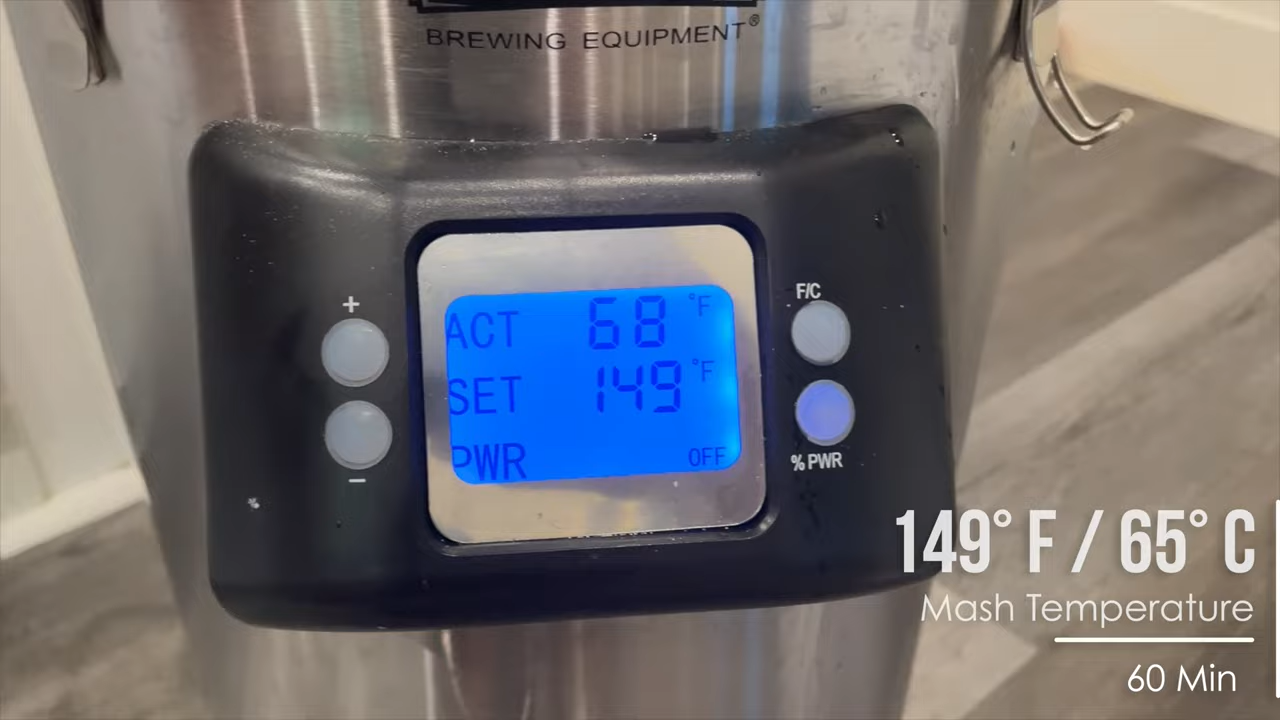 BREWING EQUIPMENT®
+
F/C
ACT 68 °F
SET 149 °F
PWR OFF
−
% PWR
149° F / 65° C
Mash Temperature
60 Min